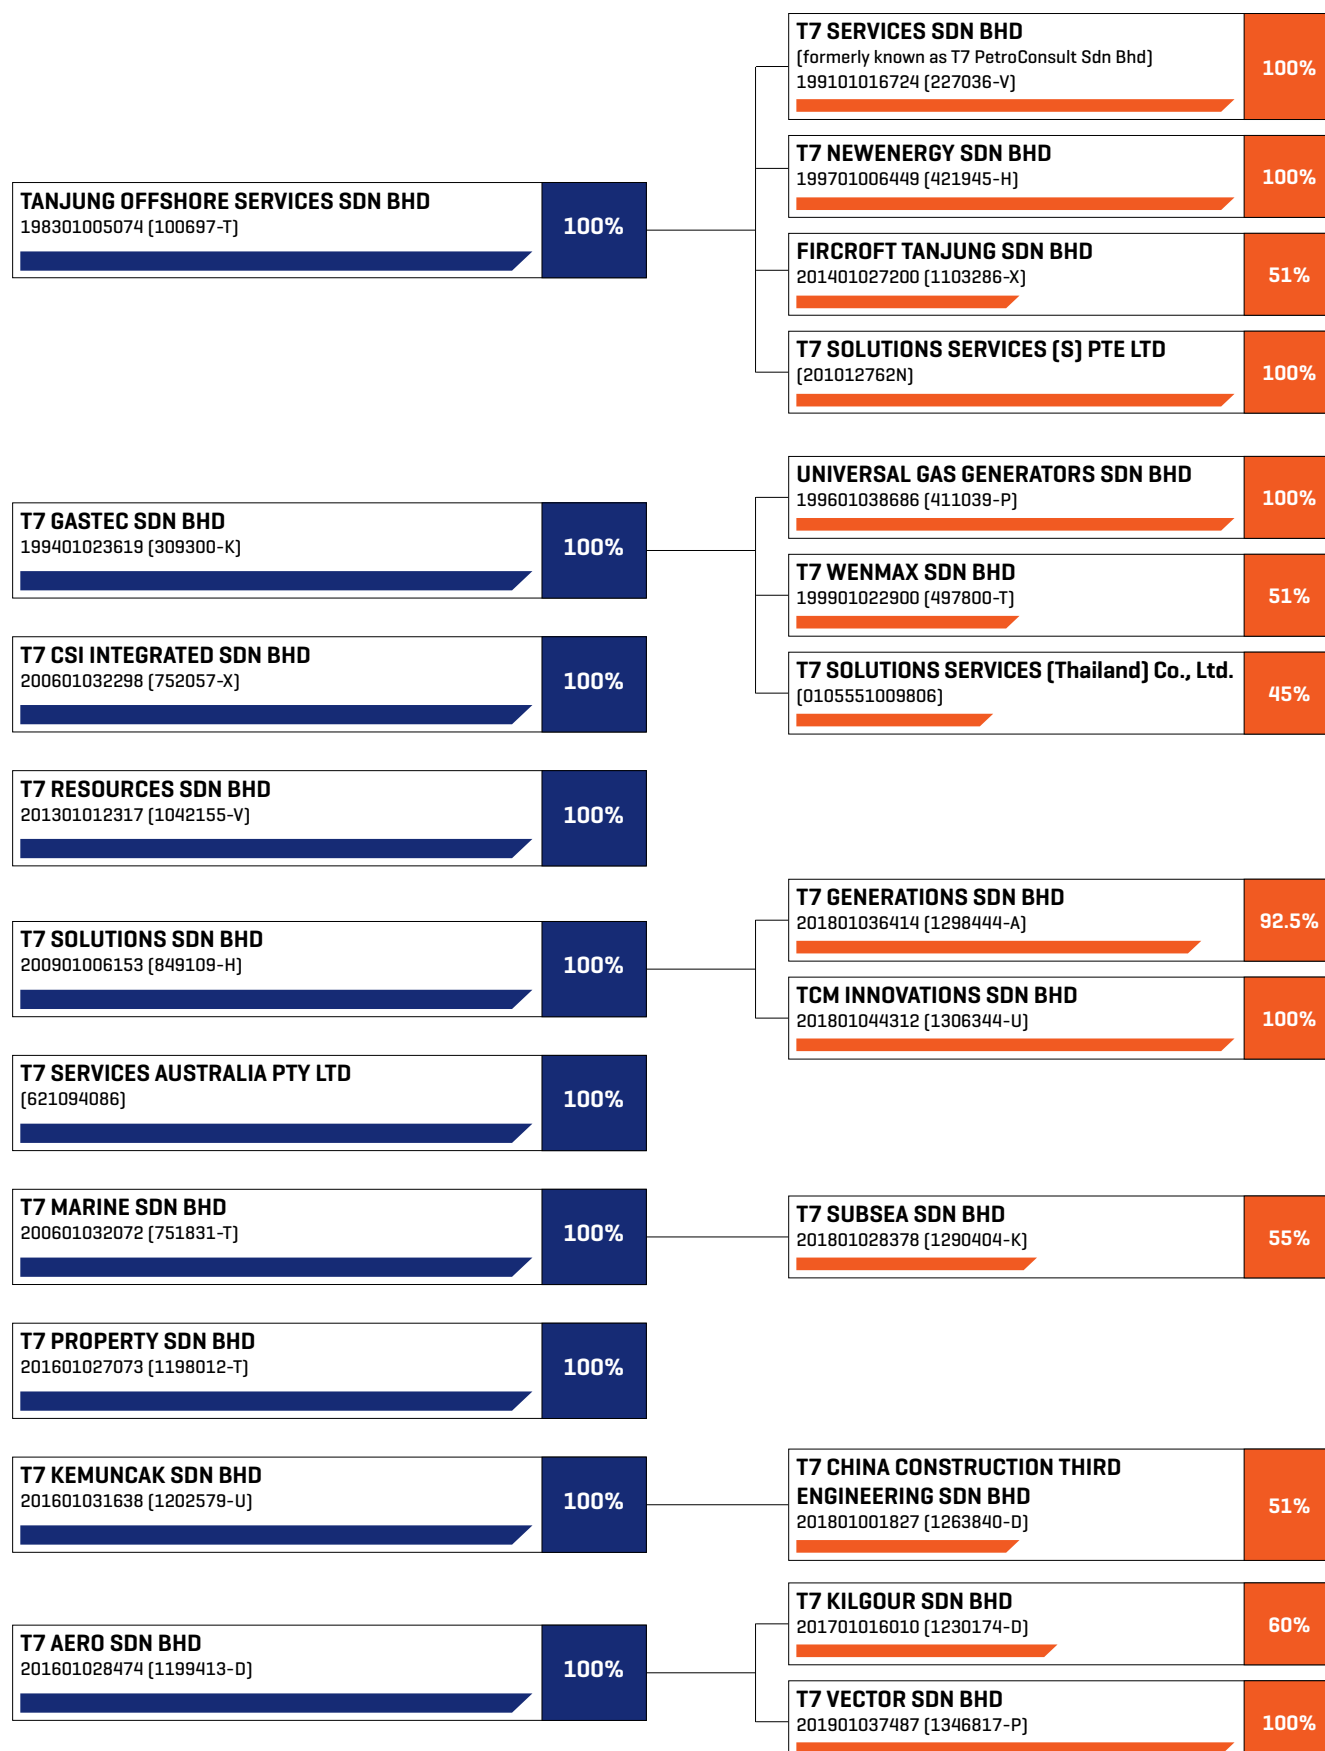 TANJUNG OFFSHORE SERVICES SDN BHD
198301005074 (100697-T)
100%
T7 SERVICES SDN BHD
(formerly known as T7 PetroConsult Sdn Bhd)
199101016724 (227036-V)
100%
T7 NEWENERGY SDN BHD
199701006449 (421945-H)
100%
FIRCROFT TANJUNG SDN BHD
201401027200 (1103286-X)
51%
T7 SOLUTIONS SERVICES (S) PTE LTD
(201012762N)
100%
T7 GASTEC SDN BHD
199401023619 (309300-K)
100%
UNIVERSAL GAS GENERATORS SDN BHD
199601038686 (411039-P)
100%
T7 WENMAX SDN BHD
199901022900 (497800-T)
51%
T7 SOLUTIONS SERVICES (Thailand) Co., Ltd.
(0105551009806)
45%
T7 CSI INTEGRATED SDN BHD
200601032298 (752057-X)
100%
T7 RESOURCES SDN BHD
201301012317 (1042155-V)
100%
T7 SOLUTIONS SDN BHD
200901006153 (849109-H)
100%
T7 GENERATIONS SDN BHD
201801036414 (1298444-A)
92.5%
TCM INNOVATIONS SDN BHD
201801044312 (1306344-U)
100%
T7 SERVICES AUSTRALIA PTY LTD
(621094086)
100%
T7 MARINE SDN BHD
200601032072 (751831-T)
100%
T7 SUBSEA SDN BHD
201801028378 (1290404-K)
55%
T7 PROPERTY SDN BHD
201601027073 (1198012-T)
100%
T7 KEMUNCAK SDN BHD
201601031638 (1202579-U)
100%
T7 CHINA CONSTRUCTION THIRD
ENGINEERING SDN BHD
201801001827 (1263840-D)
51%
T7 AERO SDN BHD
201601028474 (1199413-D)
100%
T7 KILGOUR SDN BHD
201701016010 (1230174-D)
60%
T7 VECTOR SDN BHD
201901037487 (1346817-P)
100%